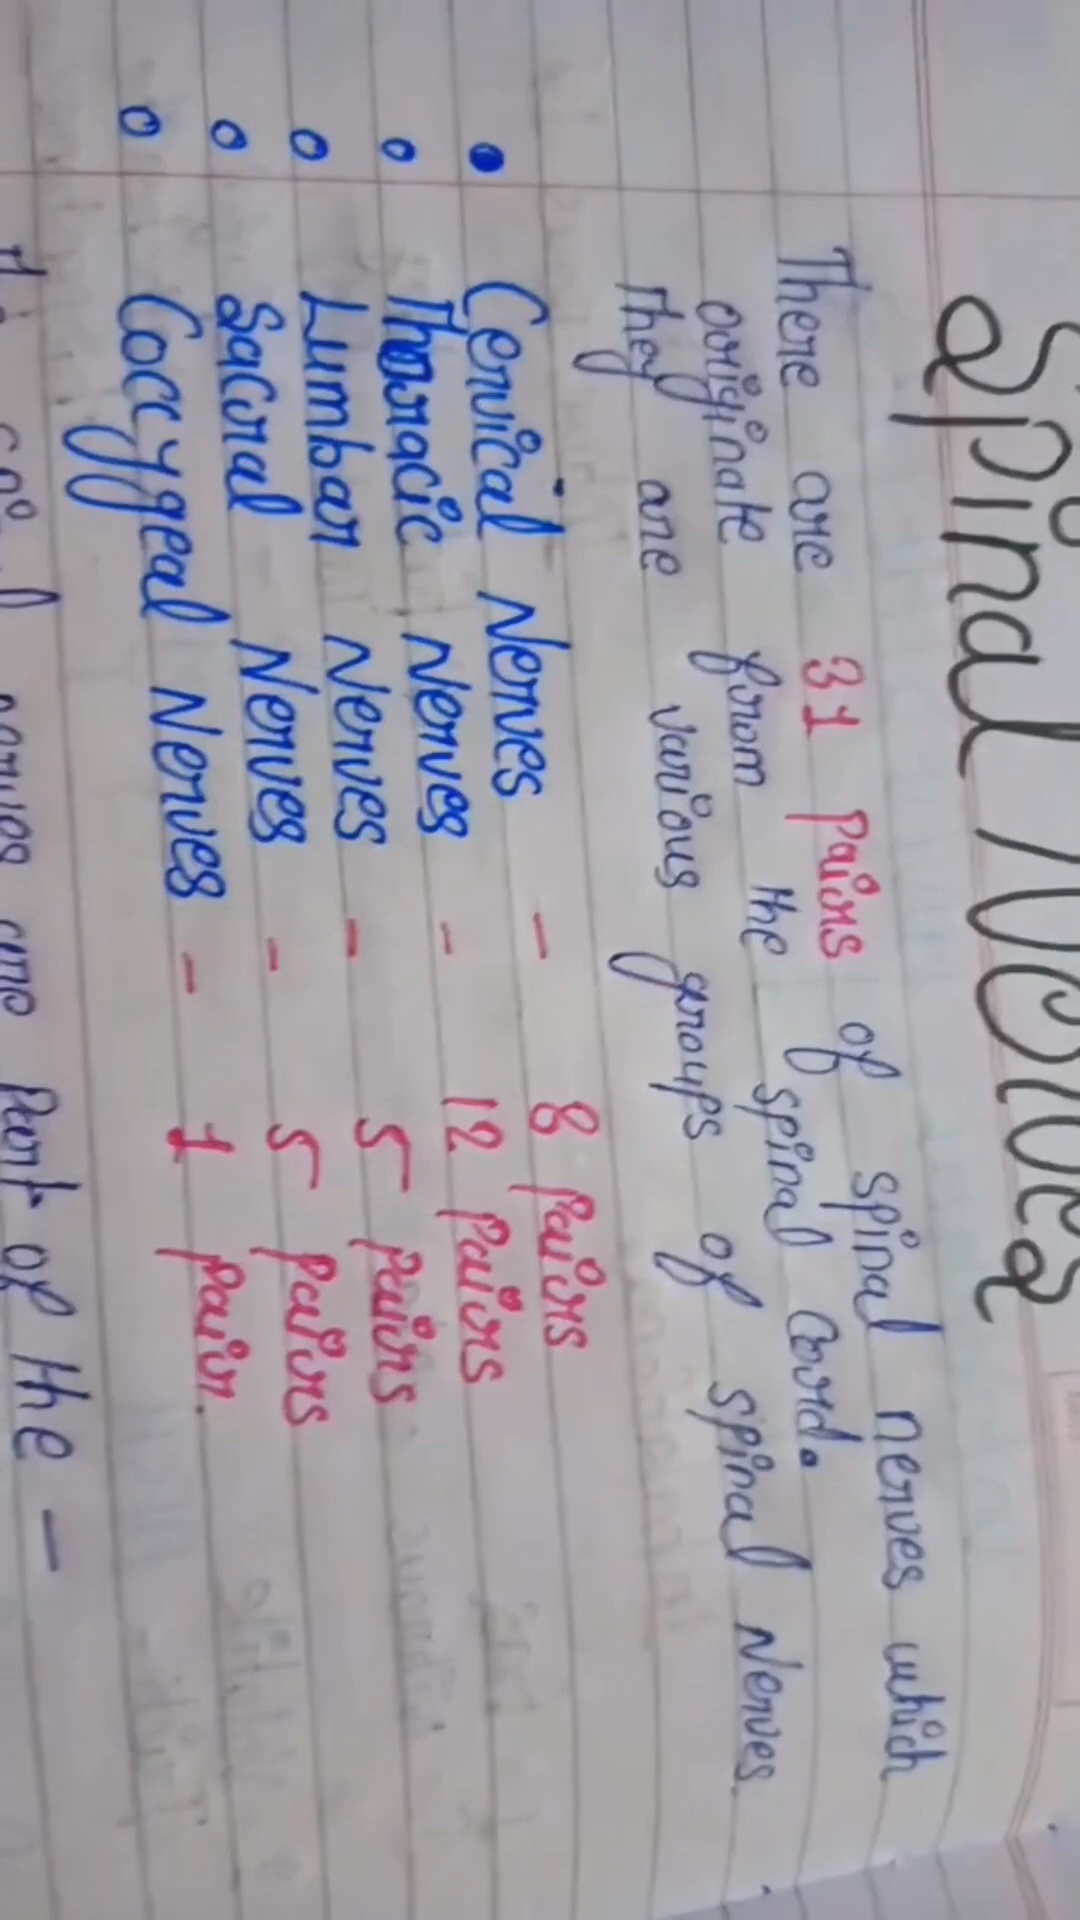 Spinal Nerves
There are 31 Pairs of spinal nerves which
originate from the spinal cord.
They are various groups of spinal Nerves.
Cervical Nerves - 8 Pairs
Thoracic Nerves - 12 Pairs
Lumbar Nerves - 5 Pairs
Sacral Nerves - 5 Pairs
Coccygeal Nerves - 1 Pair.
nerves are Part of the -